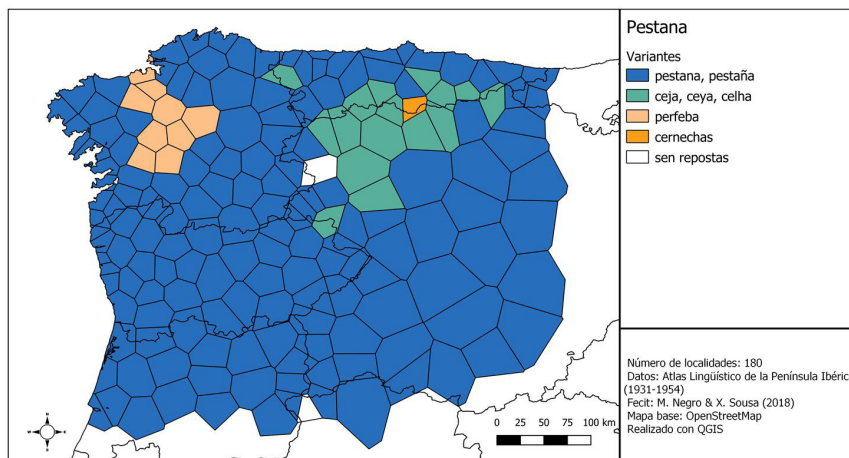 Pestana
Variantes
pestana, pestaña
ceja, ceya, celha
perfeba
cernechas
sen repostas
Número de localidades: 180
Datos: Atlas Lingüístico de la Península Ibéric
(1931-1954)
Fecit: M. Negro & X. Sousa (2018)
Mapa base: OpenStreetMap
Realizado con QGIS
0 25 50 75 100 km
N
W E
S